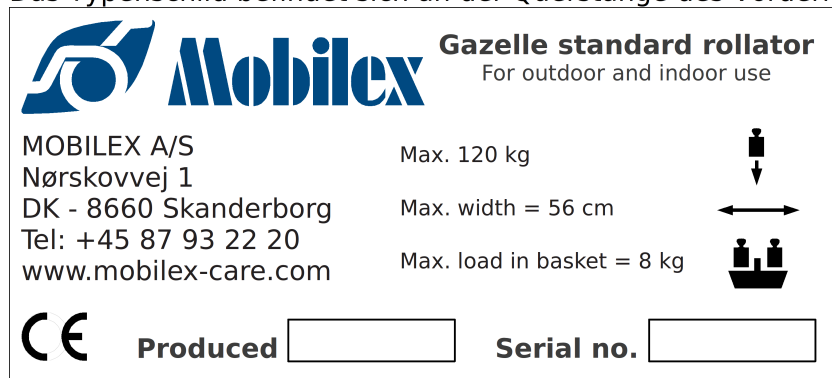 Mobilex
Gazelle standard rollator
For outdoor and indoor use
MOBILEX A/S
Nørskovvej 1
DK - 8660 Skanderborg
Tel: +45 87 93 22 20
www.mobilex-care.com
Max. 120 kg
Max. width = 56 cm
Max. load in basket = 8 kg
CE
Produced
Serial no.